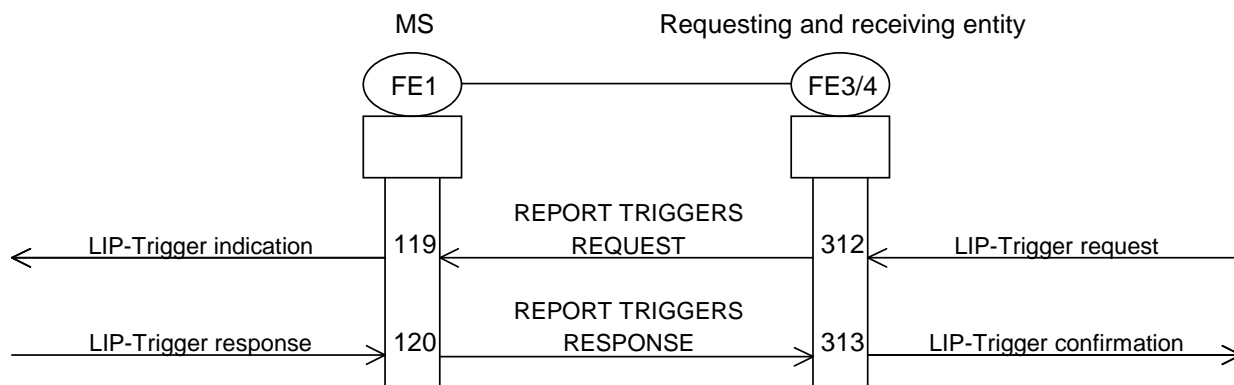 MS
Requesting and receiving entity
FE1
FE3/4
REPORT TRIGGERS
LIP-Trigger indication
119
REQUEST
312
LIP-Trigger request
REPORT TRIGGERS
LIP-Trigger response
120
RESPONSE
313
LIP-Trigger confirmation